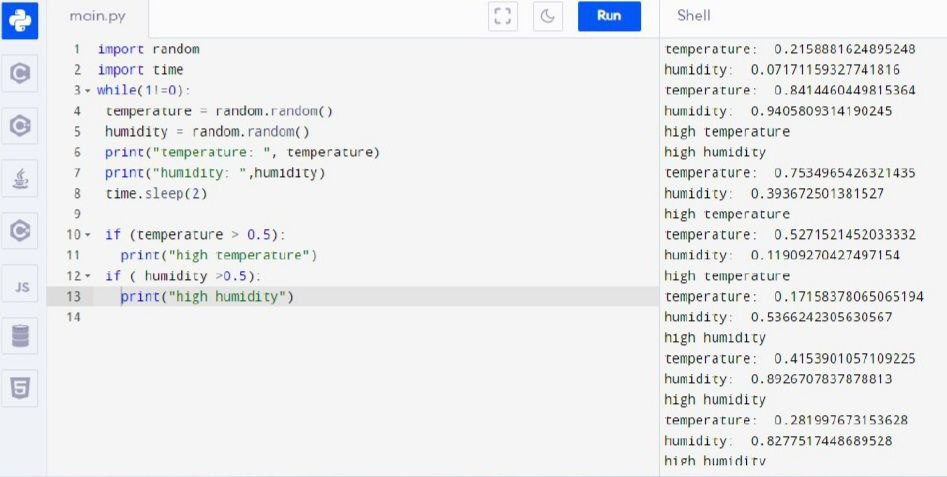 main.py
Run
Shell
1 import random
2 import time
3 while(1!=0):
4 temperature = random.random()
5 humidity = random.random()
6 print("temperature: ", temperature)
7 print("humidity: ",humidity)
8 time.sleep(2)
9
10 if (temperature > 0.5):
11 print("high temperature")
12 if ( humidity >0.5):
13 print("high humidity")
14
JS
5
temperature: 0.2158881624895248
humidity: 0.07171159327741816
temperature: 0.8414460449815364
humidity: 0.9405809314190245
high temperature
high humidity
temperature: 0.7534965426321435
humidity: 0.393672501381527
high temperature
temperature: 0.5271521452033332
humidity: 0.11909270427497154
high temperature
temperature: 0.17158378065065194
humidity: 0.5366242305630567
high humidity
temperature: 0.4153901057109225
humidity: 0.8926707837878813
high humidity
temperature: 0.281997673153628
humidity: 0.8277517448689528
high humidity